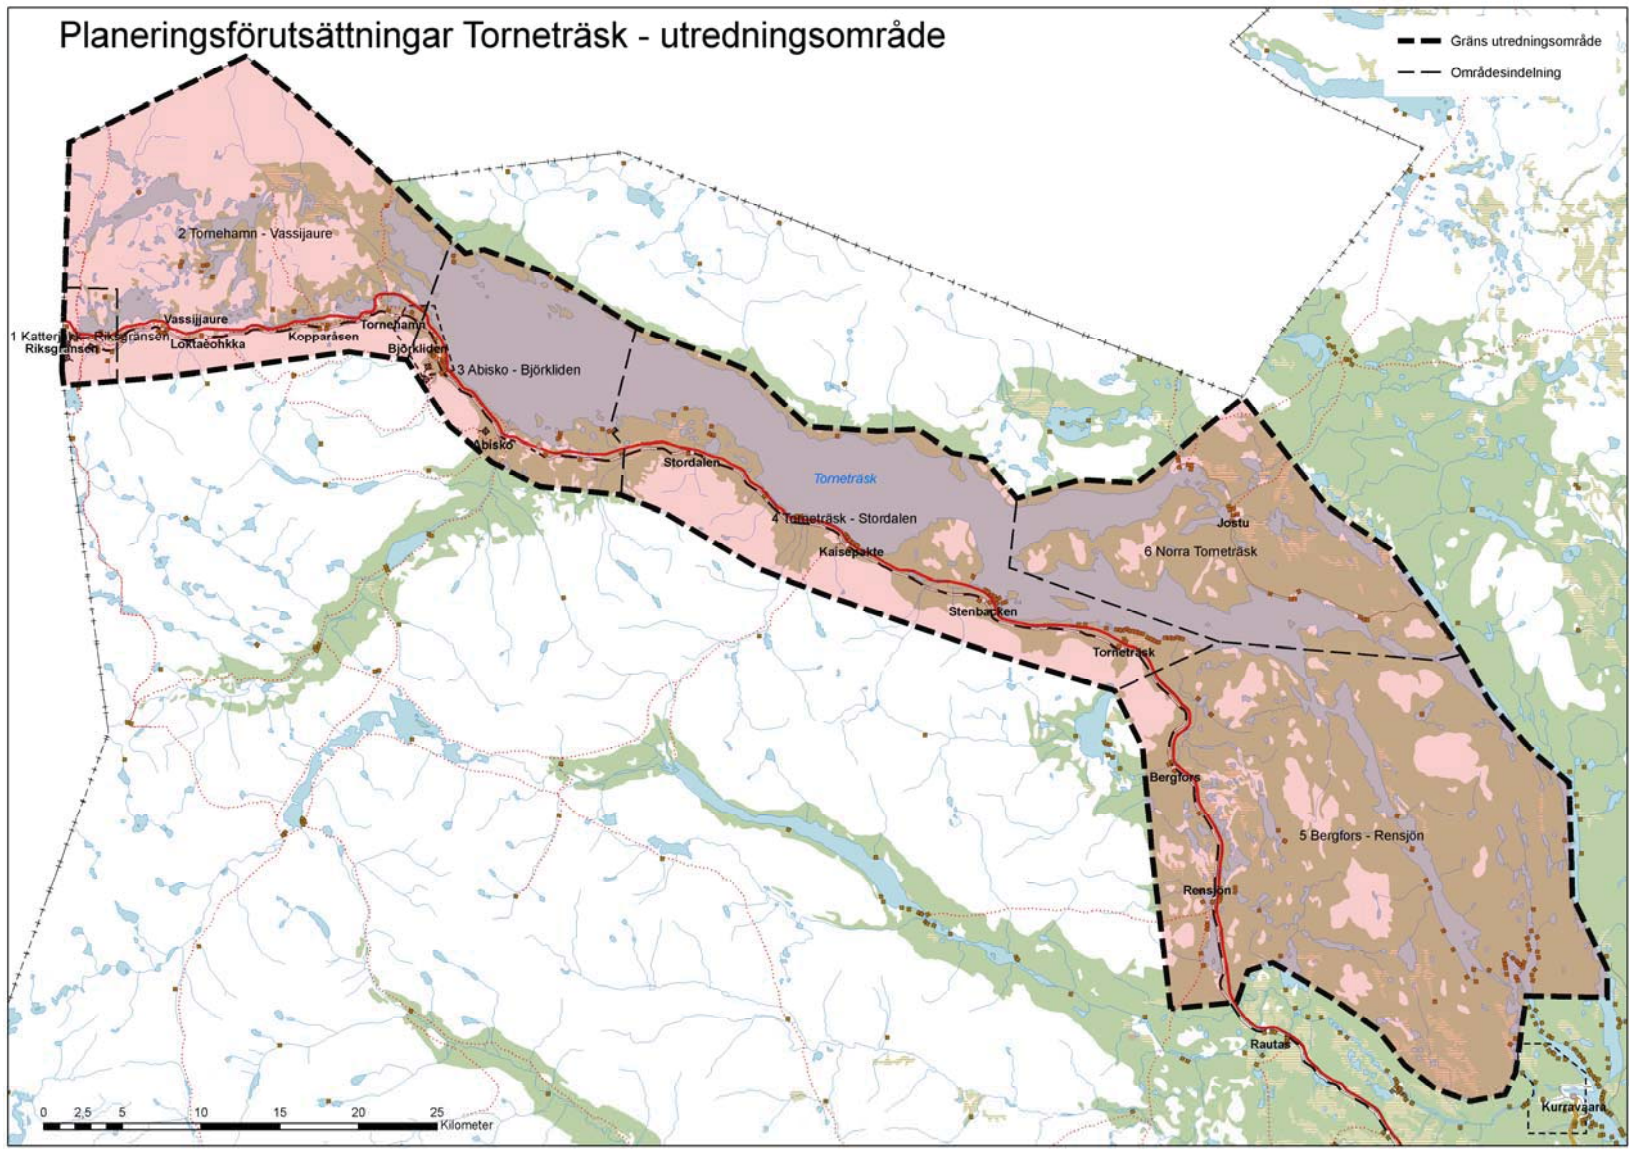 Planeringsförutsättningar Torneträsk - utredningsområde
Gräns utredningsområde
Områdesindelning
2 Tornehamn - Vassijaure
Vassijjaure
Tornehamn
1 Katterjåkk - Riksgränsen
Kopparåsen
Loktaéohkka
Riksgränsen
Björkliden
3 Abisko - Björkliden
Abisko
Stordalen
Torneträsk
4 Torneträsk - Stordalen
Jostu
Kaisepakte
6 Norra Torneträsk
Stenbacken
Torneträsk
Bergfors
5 Bergfors - Rensjön
Rensjön
Rautas
Kurravaara
0 2,5 5 10 15 20 25
Kilometer